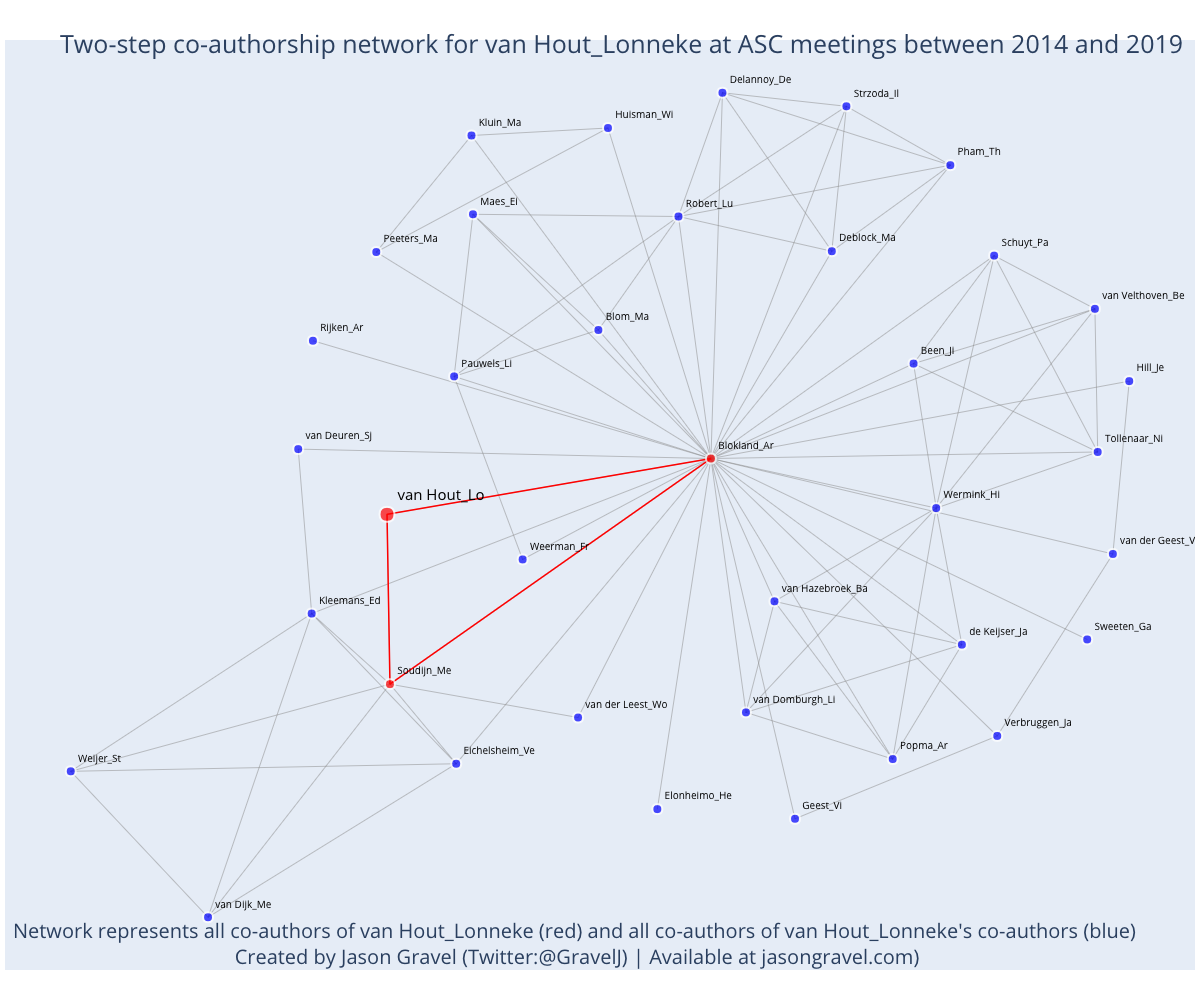 Two-step co-authorship network for van Hout_Lonneke at ASC meetings between 2014 and 2019
Delannoy_De
Strzoda_Il
Huisman_Wi
Kluin_Ma
Pham_Th
Maes_Ei
Robert_Lu
Peeters_Ma
Deblock_Ma
Schuyt_Pa
van Velthoven_Be
Blom_Ma
Rijken_Ar
Been_Ji
Pauwels_Li
Hill_Je
van Deuren_Sj
Blokland_Ar
Tollenaar_Ni
van Hout_Lo
Wermink_Hi
van der Geest_V
Weerman_Fr
van Hazebroek_Ba
Kleemans_Ed
Sweeten_Ga
de Keijser_Ja
Soudijn_Me
van Domburgh_Li
van der Leest_Wo
Verbruggen_Ja
Popma_Ar
Eichelsheim_Ve
Weijer_St
Elonheimo_He
Geest_Vi
van Dijk_Me
Network represents all co-authors of van Hout_Lonneke (red) and all co-authors of van Hout_Lonneke's co-authors (blue)
Created by Jason Gravel (Twitter:@GravelJ) | Available at jasongravel.com)